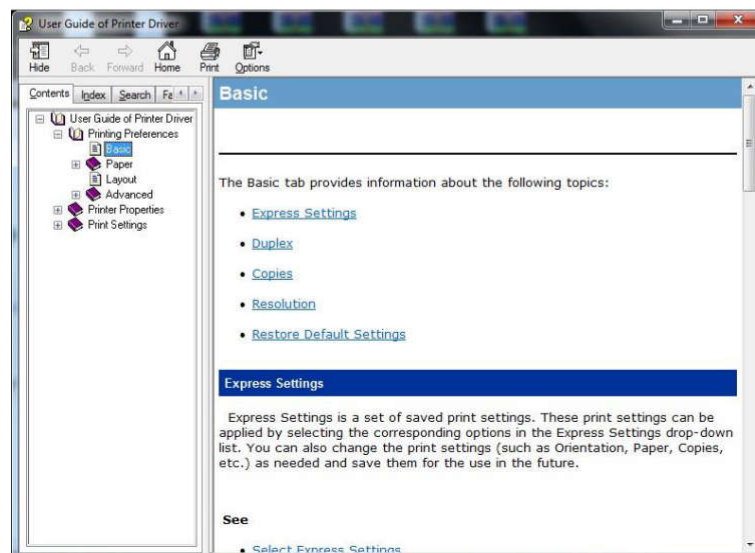 User Guide of Printer Driver
Hide Back Forward Home Print Options
Contents Index Search Fa
User Guide of Printer Driver
Printing Preferences
Basic
Paper
Layout
Advanced
Printer Properties
Print Settings
Basic
The Basic tab provides information about the following topics:
• Express Settings
• Duplex
• Copies
• Resolution
• Restore Default Settings
Express Settings
Express Settings is a set of saved print settings. These print settings can be
applied by selecting the corresponding options in the Express Settings drop-down
list. You can also change the print settings (such as Orientation, Paper, Copies,
etc.) as needed and save them for the use in the future.
See
• Select Express Settings